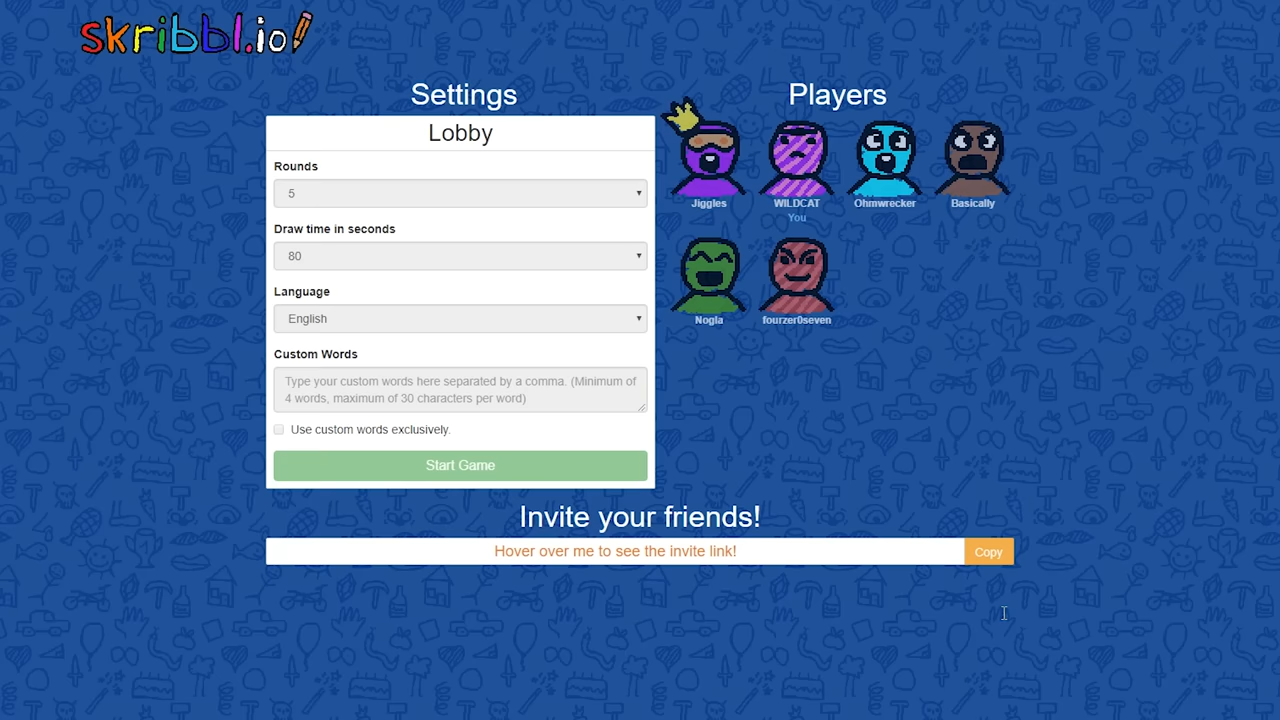 skribbl.io
Settings
Players
Lobby
Rounds
5
Draw time in seconds
80
Language
English
Custom Words
Type your custom words here separated by a comma. (Minimum of
4 words, maximum of 30 characters per word)
Use custom words exclusively.
Start Game
Jiggles
WILDCAT
You
Ohmwrecker
Basically
Nogla
fourzer0seven
Invite your friends!
Hover over me to see the invite link!
Copy